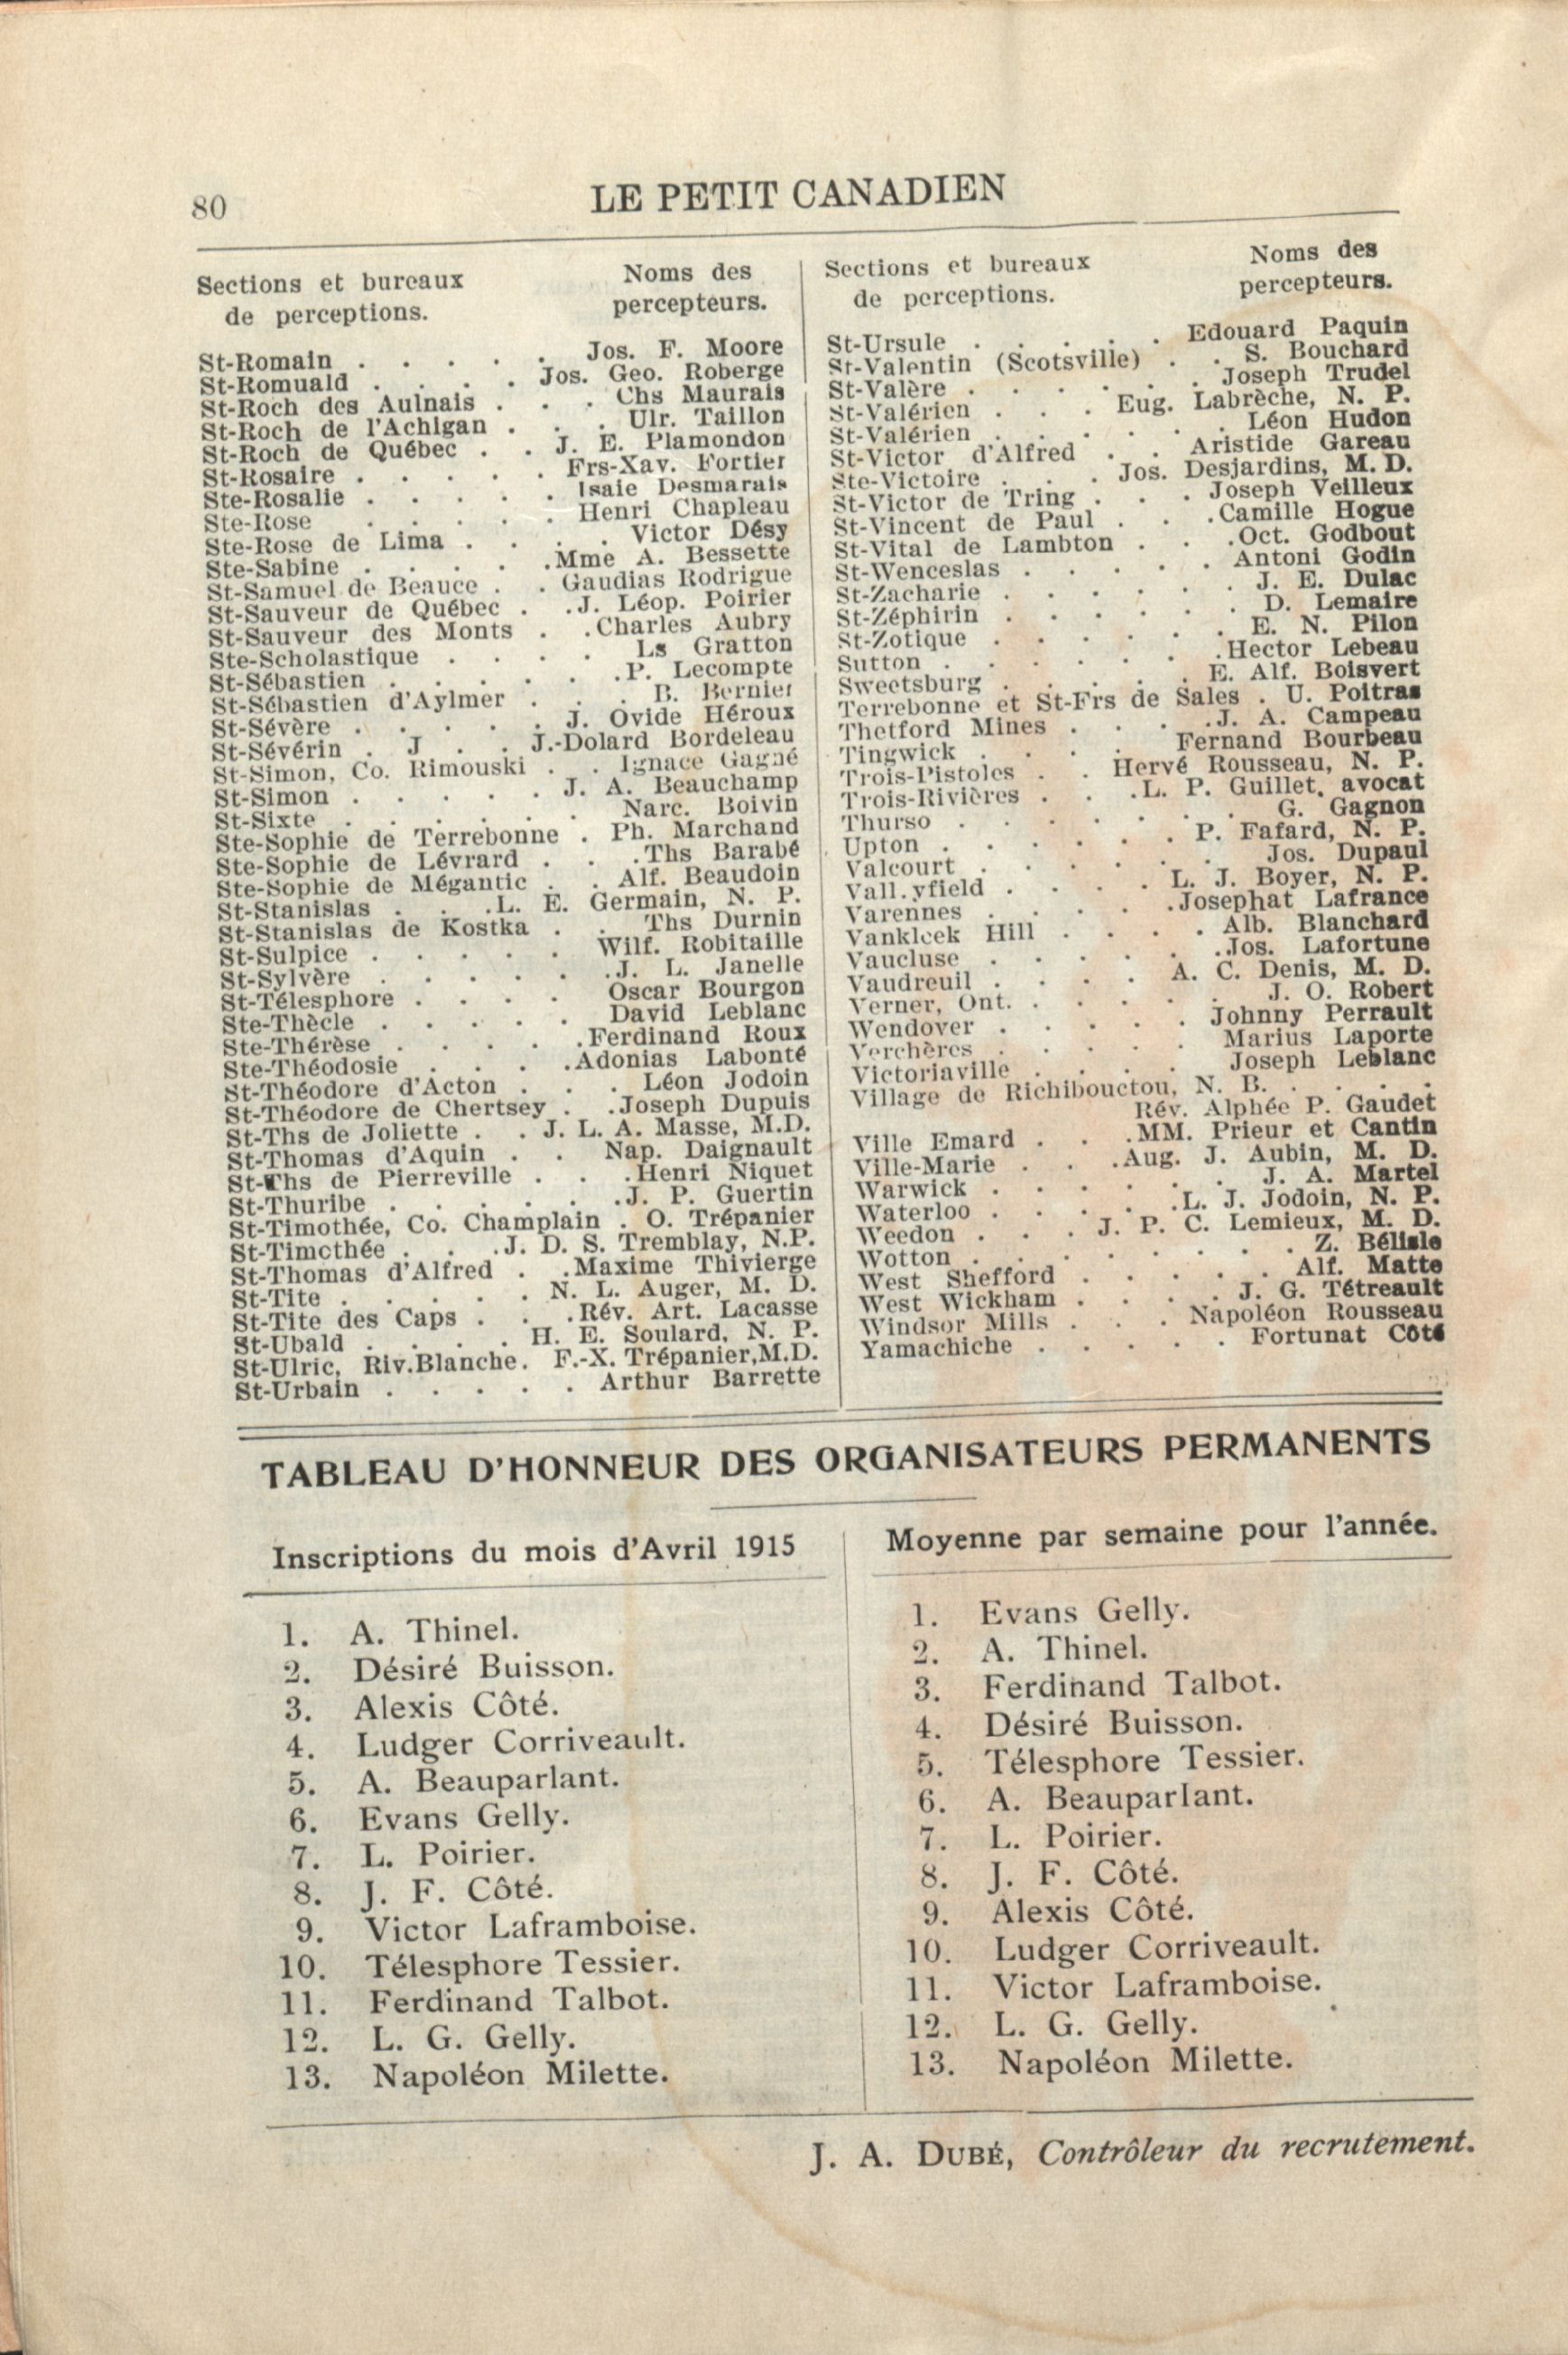 80
LE PETIT CANADIEN
Sections et bureaux de perceptions.
Noms des percepteurs.
St-Romain . . . . . Jos. F. Moore
St-Romuald . . . . Jos. Geo. Roberge
St-Roch des Aulnais . . . Chs Maurais
St-Roch de l'Achigan . . . Ulr. Taillon
St-Roch de Québec . . J. E. Plamondon
St-Rosaire . . . . . Frs-Xav. Fortier
Ste-Rosalie . . . . . Isaie Desmarais
Ste-Rose . . . . . Henri Chapleau
Ste-Rose de Lima . . . . Victor Désy
Ste-Sabine . . . . . Mme A. Bessette
St-Samuel de Beauce . . Gaudias Rodrigue
St-Sauveur de Québec . . J. Léop. Poirier
St-Sauveur des Monts . . Charles Aubry
Ste-Scholastique . . . . Ls Gratton
St-Sébastien . . . . . . P. Lecompte
St-Sébastien d'Aylmer . . . B. Bernier
St-Sévère . . . . . J. Ovide Héroux
St-Sévérin . J . . J.-Dolard Bordeleau
St-Simon, Co. Rimouski . . Ignace Gagné
St-Simon . . . . . J. A. Beauchamp
St-Sixte . . . . . . Narc. Boivin
Ste-Sophie de Terrebonne . Ph. Marchand
Ste-Sophie de Lévrard . . . Ths Barabé
Ste-Sophie de Mégantic . . Alf. Beaudoin
St-Stanislas . . . L. E. Germain, N. P.
St-Stanislas de Kostka . . Ths Durnin
St-Sulpice . . . . . Wilf. Robitaille
St-Sylvère . . . . . . J. L. Janelle
St-Télesphore . . . . Oscar Bourgon
Ste-Thècle . . . . . David Leblanc
Ste-Thérèse . . . . . Ferdinand Roux
Ste-Théodosie . . . . Adonias Labonté
St-Théodore d'Acton . . . Léon Jodoin
St-Théodore de Chertsey . . Joseph Dupuis
St-Ths de Joliette . . J. L. A. Masse, M.D.
St-Thomas d'Aquin . . Nap. Daignault
St-Ths de Pierreville . . . Henri Niquet
St-Thuribe . . . . . . J. P. Guertin
St-Timothée, Co. Champlain . O. Trépanier
St-Timothée . . . J. D. S. Tremblay, N.P.
St-Thomas d'Alfred . . Maxime Thivierge
St-Tite . . . . . N. L. Auger, M. D.
St-Tite des Caps . . . Rév. Art. Lacasse
St-Ubald . . . . H. E. Soulard, N. P.
St-Ulric, Riv.Blanche. F.-X. Trépanier,M.D.
St-Urbain . . . . . Arthur Barrette
Sections et bureaux de perceptions.
Noms des percepteurs.
St-Ursule . . . . . Edouard Paquin
St-Valentin (Scotsville) . . S. Bouchard
St-Valère . . . . . . Joseph Trudel
St-Valérien . . . Eug. Labrèche, N. P.
St-Valérien . . . . . . Léon Hudon
St-Victor d'Alfred . . Aristide Gareau
Ste-Victoire . . . Jos. Desjardins, M. D.
St-Victor de Tring . . . Joseph Veilleux
St-Vincent de Paul . . . Camille Hogue
St-Vital de Lambton . . . Oct. Godbout
St-Wenceslas . . . . . Antoni Godin
St-Zacharie . . . . . . J. E. Dulac
St-Zéphirin . . . . . . D. Lemaire
St-Zotique . . . . . . E. N. Pilon
Sutton . . . . . . . Hector Lebeau
Sweetsburg . . . . . E. Alf. Boisvert
Terrebonne et St-Frs de Sales . U. Poitras
Thetford Mines . . . . J. A. Campeau
Tingwick . . . . Fernand Bourbeau
Trois-Pistoles . . Hervé Rousseau, N. P.
Trois-Rivières . . . L. P. Guillet, avocat
Thurso . . . . . . . G. Gagnon
Upton . . . . . . P. Fafard, N. P.
Valcourt . . . . . . Jos. Dupaul
Vall.yfield . . . . L. J. Boyer, N. P.
Varennes . . . . . Josephat Lafrance
Vankleek Hill . . . . Alb. Blanchard
Vaucluse . . . . . . Jos. Lafortune
Vaudreuil . . . . A. C. Denis, M. D.
Verner, Ont. . . . . . J. O. Robert
Wendover . . . . . Johnny Perrault
Verchères . . . . . Marius Laporte
Victoriaville . . . . Joseph Leblanc
Village de Richibouctou, N. B. . . . . .
Rév. Alphée P. Gaudet
Ville Emard . . . MM. Prieur et Cantin
Ville-Marie . . . Aug. J. Aubin, M. D.
Warwick . . . . . . J. A. Martel
Waterloo . . . . . L. J. Jodoin, N. P.
Weedon . . . J. P. C. Lemieux, M. D.
Wotton . . . . . . . . Z. Bélisle
West Shefford . . . . . Alf. Matte
West Wickham . . . . J. G. Tétreault
Windsor Mills . . . Napoléon Rousseau
Yamachiche . . . . . Fortunat Côté
TABLEAU D'HONNEUR DES ORGANISATEURS PERMANENTS
Inscriptions du mois d'Avril 1915
1. A. Thinel.
2. Désiré Buisson.
3. Alexis Côté.
4. Ludger Corriveault.
5. A. Beauparlant.
6. Evans Gelly.
7. L. Poirier.
8. J. F. Côté.
9. Victor Laframboise.
10. Télesphore Tessier.
11. Ferdinand Talbot.
12. L. G. Gelly.
13. Napoléon Milette.
Moyenne par semaine pour l'année.
1. Evans Gelly.
2. A. Thinel.
3. Ferdinand Talbot.
4. Désiré Buisson.
5. Télesphore Tessier.
6. A. Beauparlant.
7. L. Poirier.
8. J. F. Côté.
9. Alexis Côté.
10. Ludger Corriveault.
11. Victor Laframboise.
12. L. G. Gelly.
13. Napoléon Milette.
J. A. DUBÉ, Contrôleur du recrutement.